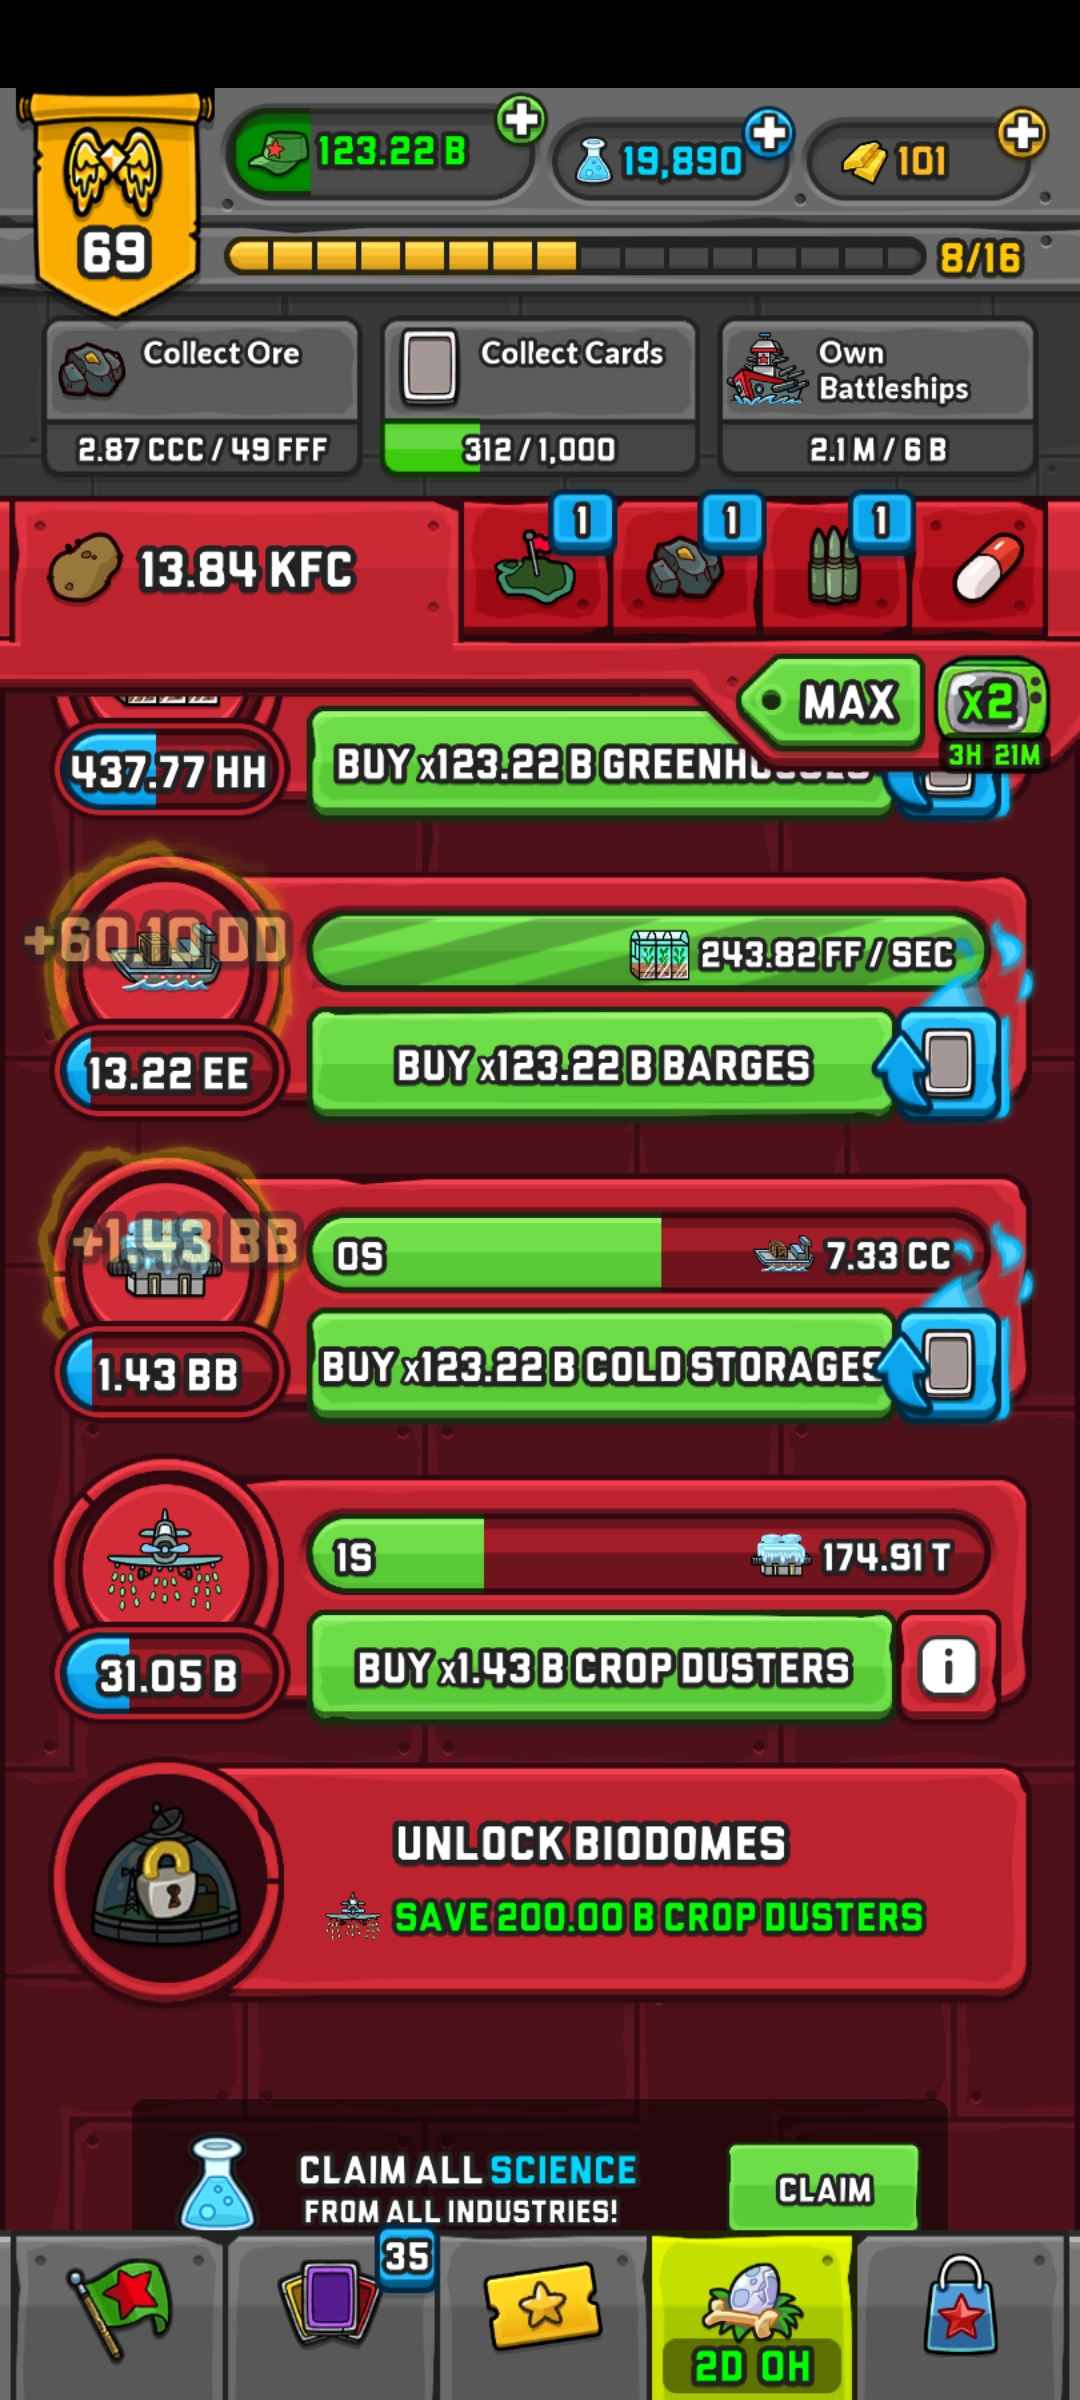 69
123.22 B
19,890
101
8/16
Collect Ore
2.87 CCC / 49 FFF
Collect Cards
312 / 1,000
Own
Battleships
2.1 M / 6 B
13.84 KFC
1
1
1
MAX
x2
3H 21M
437.77 HH
BUY x123.22 B GREENHOUSES
+60.10 DD
243.82 FF / SEC
13.22 EE
BUY x123.22 B BARGES
+1.43 BB
0S
7.33 CC
1.43 BB
BUY x123.22 B COLD STORAGES
1S
174.91 T
31.05 B
BUY x1.43 B CROP DUSTERS
i
UNLOCK BIODOMES
SAVE 200.00 B CROP DUSTERS
CLAIM ALL SCIENCE
FROM ALL INDUSTRIES!
CLAIM
35
2D 0H